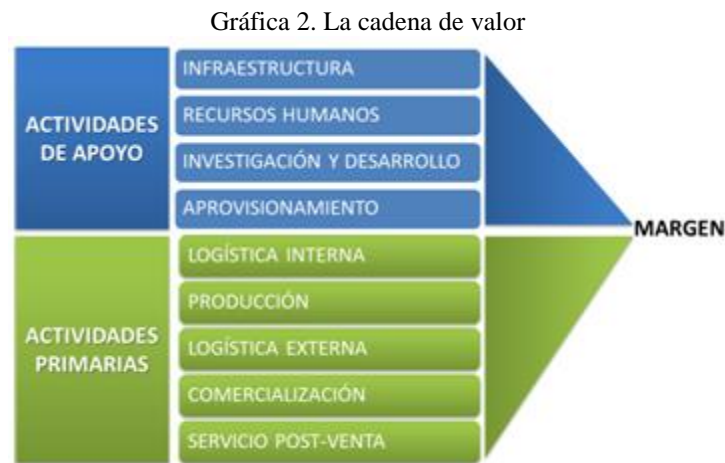 Gráfica 2. La cadena de valor
ACTIVIDADES
DE APOYO
INFRAESTRUCTURA
RECURSOS HUMANOS
INVESTIGACIÓN Y DESARROLLO
APROVISIONAMIENTO
MARGEN
ACTIVIDADES
PRIMARIAS
LOGÍSTICA INTERNA
PRODUCCIÓN
LOGÍSTICA EXTERNA
COMERCIALIZACIÓN
SERVICIO POST-VENTA